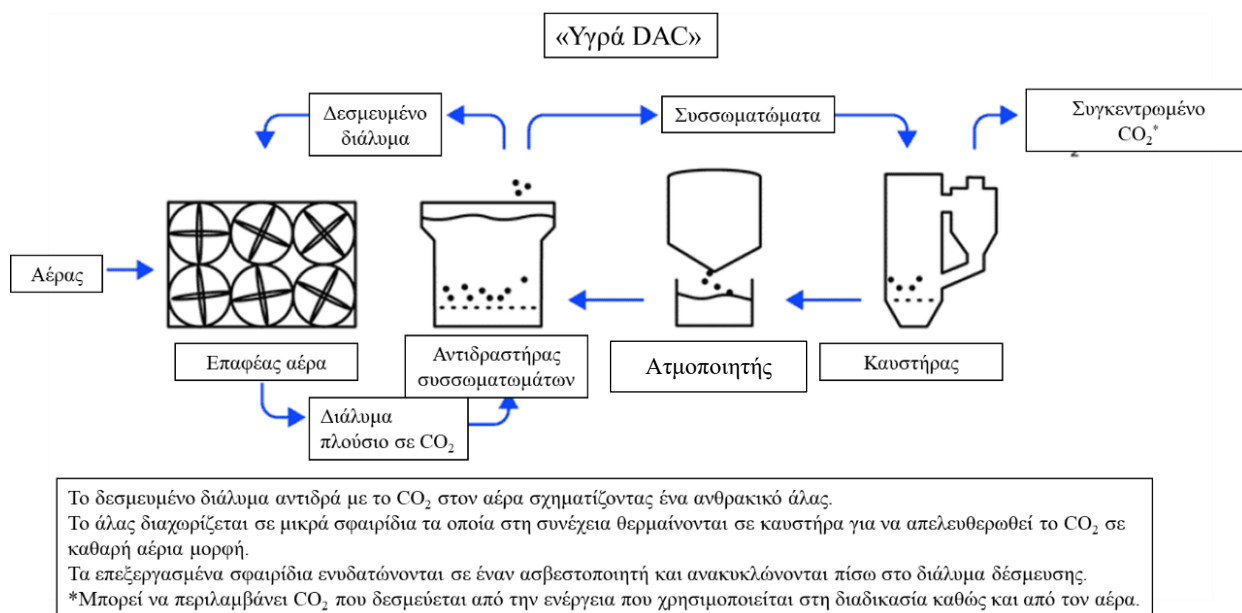 «Υγρά DAC»
Δεσμευμένο
διάλυμα
Συσσωματώματα
Συγκεντρωμένο
CO₂*
Αέρας
Επαφέας αέρα
Αντιδραστήρας
συσσωματωμάτων
Ατμοποιητής
Καυστήρας
Διάλυμα
πλούσιο σε CO₂
Το δεσμευμένο διάλυμα αντιδρά με το CO₂ στον αέρα σχηματίζοντας ένα ανθρακικό άλας.
Το άλας διαχωρίζεται σε μικρά σφαιρίδια τα οποία στη συνέχεια θερμαίνονται σε καυστήρα για να απελευθερωθεί το CO₂ σε
καθαρή αέρια μορφή.
Τα επεξεργασμένα σφαιρίδια ενυδατώνονται σε έναν ασβεστοποιητή και ανακυκλώνονται πίσω στο διάλυμα δέσμευσης.
*Μπορεί να περιλαμβάνει CO₂ που δεσμεύεται από την ενέργεια που χρησιμοποιείται στη διαδικασία καθώς και από τον αέρα.